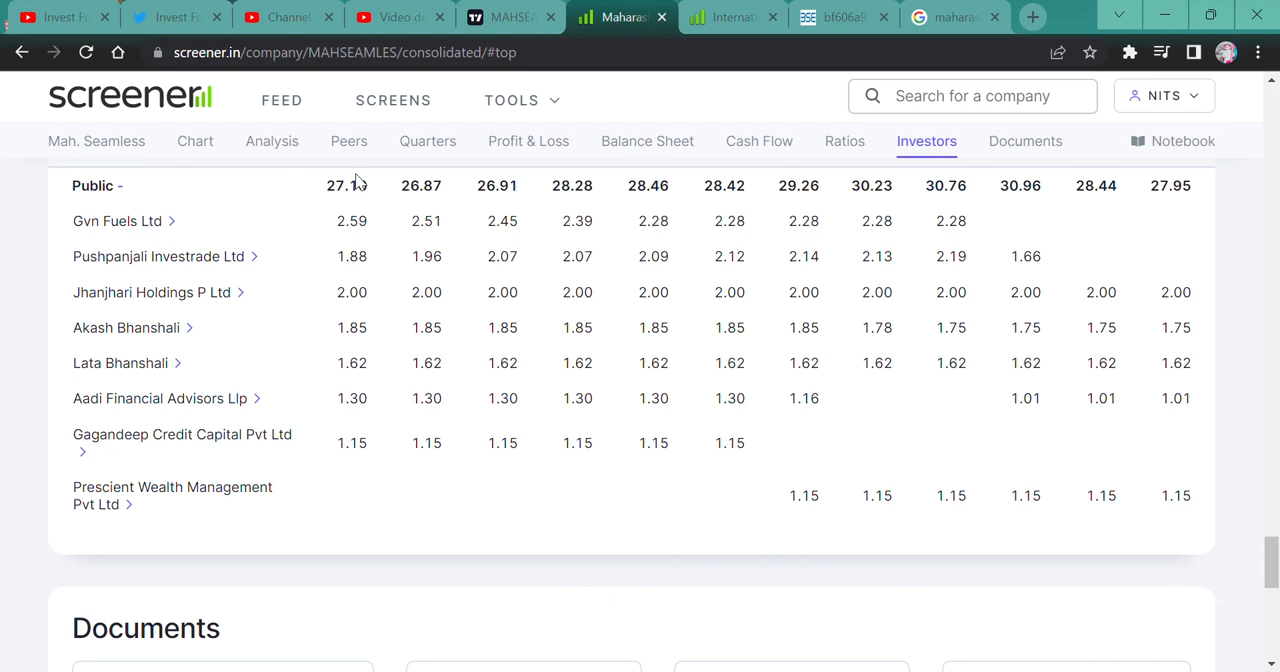 Invest Fo
Invest Fo
Channel
Video de
MAHSEA
Maharas
Internati
BSE
bf606a9
maharas
screener.in/company/MAHSEAMLES/consolidated/#top
screener
FEED
SCREENS
TOOLS
Search for a company
NITS
Mah. Seamless Chart Analysis Peers Quarters Profit & Loss Balance Sheet Cash Flow Ratios Investors Documents Notebook
Public - 26.87 26.91 28.28 28.46 28.42 29.26 30.23 30.76 30.96 28.44 27.95
Gvn Fuels Ltd 2.59 2.51 2.45 2.39 2.28 2.28 2.28 2.28 2.28
Pushpanjali Investrade Ltd 1.88 1.96 2.07 2.07 2.09 2.12 2.14 2.13 2.19 1.66
Jhanjhari Holdings P Ltd 2.00 2.00 2.00 2.00 2.00 2.00 2.00 2.00 2.00 2.00 2.00 2.00
Akash Bhanshali 1.85 1.85 1.85 1.85 1.85 1.85 1.85 1.78 1.75 1.75 1.75 1.75
Lata Bhanshali 1.62 1.62 1.62 1.62 1.62 1.62 1.62 1.62 1.62 1.62 1.62 1.62
Aadi Financial Advisors Llp 1.30 1.30 1.30 1.30 1.30 1.30 1.16 1.01 1.01 1.01
Gagandeep Credit Capital Pvt Ltd 1.15 1.15 1.15 1.15 1.15 1.15
Prescient Wealth Management
Pvt Ltd 1.15 1.15 1.15 1.15 1.15 1.15
Documents